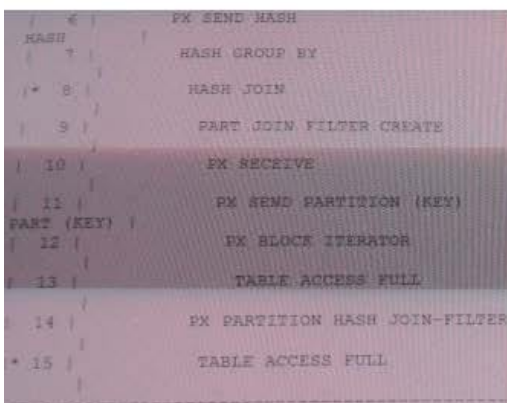 | 6 | PX SEND HASH
HASH |
| 7 | HASH GROUP BY
|
|* 8 | HASH JOIN
|
| 9 | PART JOIN FILTER CREATE
|
| 10 | PX RECEIVE
|
| 11 | PX SEND PARTITION (KEY)
PART (KEY) |
| 12 | PX BLOCK ITERATOR
|
| 13 | TABLE ACCESS FULL
|
| 14 | PX PARTITION HASH JOIN-FILTER
|
|* 15 | TABLE ACCESS FULL
|